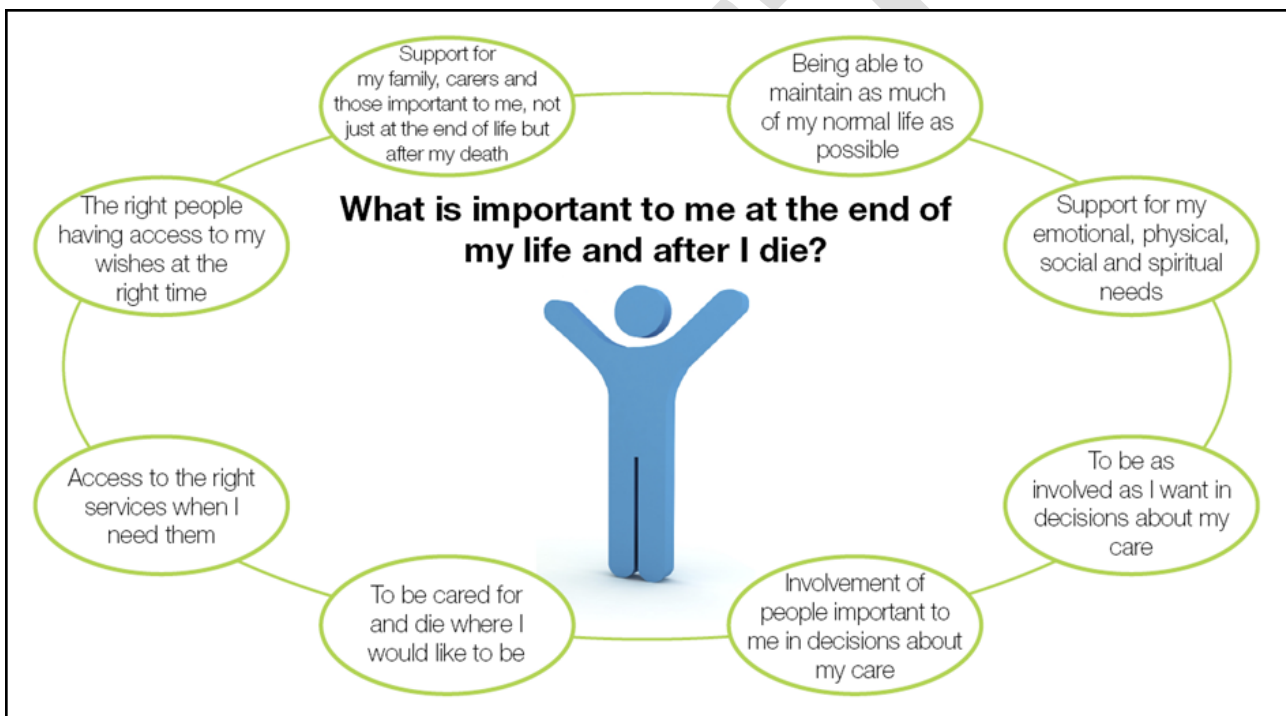 What is important to me at the end of
my life and after I die?
Support for
my family, carers and
those important to me, not
just at the end of life but
after my death
Being able to
maintain as much
of my normal life as
possible
Support for my
emotional, physical,
social and spiritual
needs
To be as
involved as I want in
decisions about my
care
Involvement of
people important to
me in decisions about
my care
To be cared for
and die where I
would like to be
Access to the right
services when I
need them
The right people
having access to my
wishes at the
right time